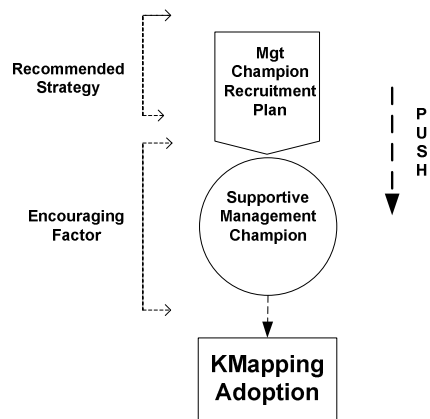 Recommended
Strategy
Mgt
Champion
Recruitment
Plan
P
U
S
H
Encouraging
Factor
Supportive
Management
Champion
KMapping
Adoption